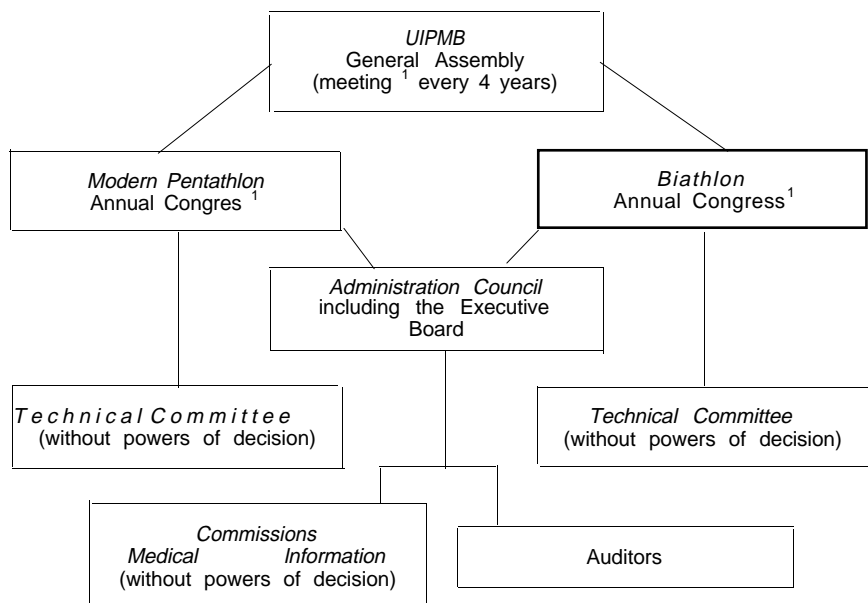 UIPMB
General Assembly
(meeting ¹ every 4 years)
Modern Pentathlon
Annual Congres ¹
Biathlon
Annual Congress¹
Administration Council
including the Executive
Board
Technical Committee
(without powers of decision)
Technical Committee
(without powers of decision)
Commissions
Medical Information
(without powers of decision)
Auditors